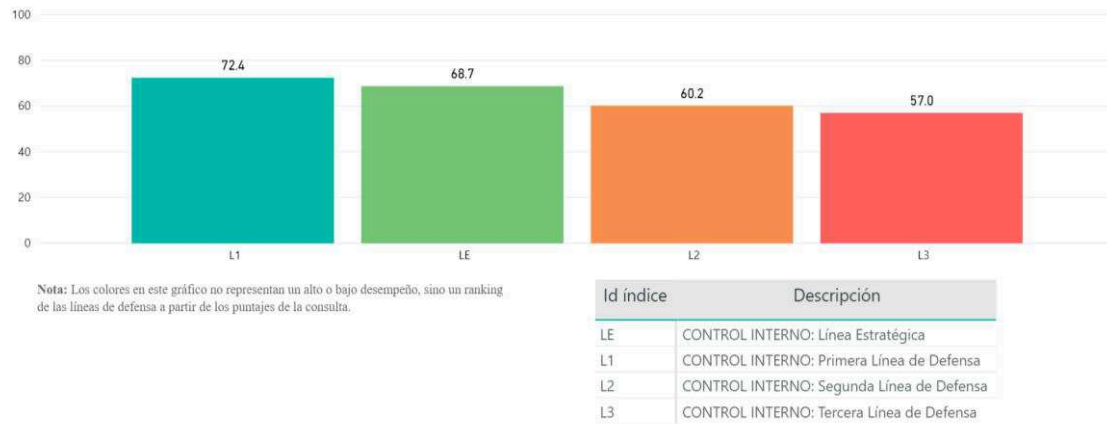 100
80
60
40
20
0
72.4
68.7
60.2
57.0
L1
LE
L2
L3
Nota: Los colores en este gráfico no representan un alto o bajo desempeño, sino un ranking
de las líneas de defensa a partir de los puntajes de la consulta.
Id índice Descripción
LE CONTROL INTERNO: Línea Estratégica
L1 CONTROL INTERNO: Primera Línea de Defensa
L2 CONTROL INTERNO: Segunda Línea de Defensa
L3 CONTROL INTERNO: Tercera Línea de Defensa